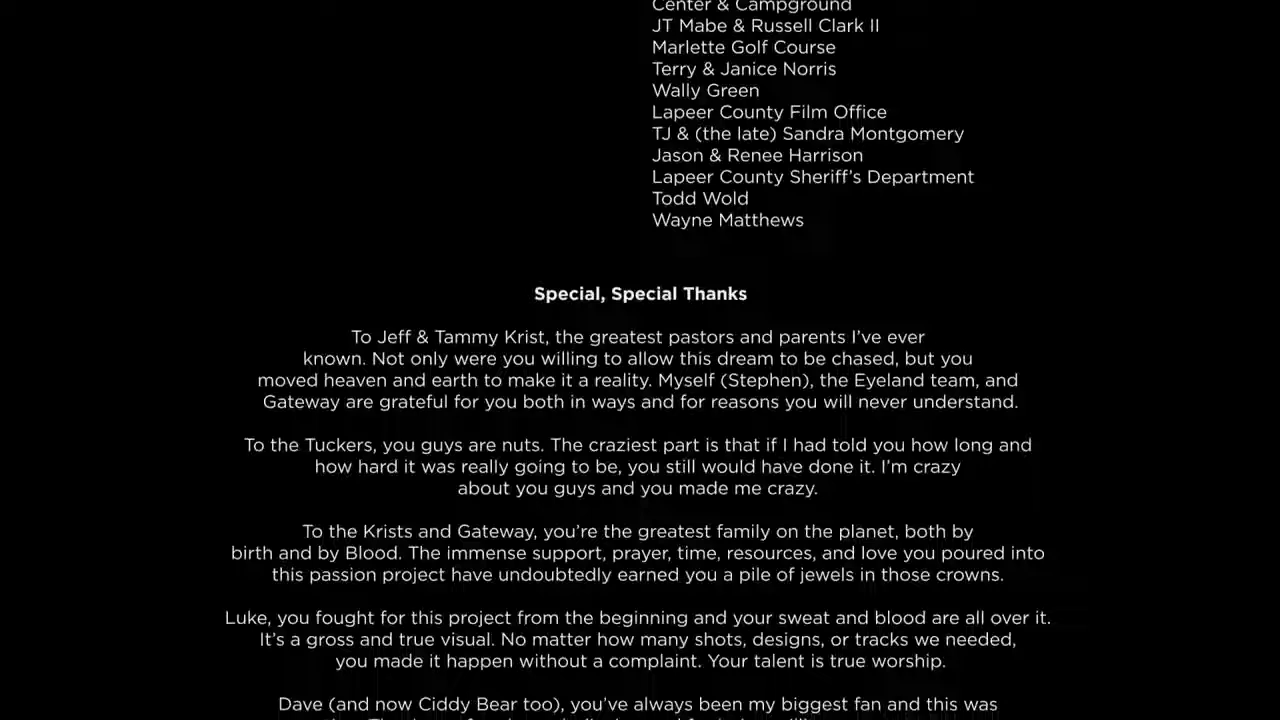 Center & Campground
JT Mabe & Russell Clark II
Marlette Golf Course
Terry & Janice Norris
Wally Green
Lapeer County Film Office
TJ & (the late) Sandra Montgomery
Jason & Renee Harrison
Lapeer County Sheriff's Department
Todd Wold
Wayne Matthews
Special, Special Thanks
To Jeff & Tammy Krist, the greatest pastors and parents I've ever
known. Not only were you willing to allow this dream to be chased, but you
moved heaven and earth to make it a reality. Myself (Stephen), the Eyeland team, and
Gateway are grateful for you both in ways and for reasons you will never understand.
To the Tuckers, you guys are nuts. The craziest part is that if I had told you how long and
how hard it was really going to be, you still would have done it. I'm crazy
about you guys and you made me crazy.
To the Krists and Gateway, you're the greatest family on the planet, both by
birth and by Blood. The immense support, prayer, time, resources, and love you poured into
this passion project have undoubtedly earned you a pile of jewels in those crowns.
Luke, you fought for this project from the beginning and your sweat and blood are all over it.
It's a gross and true visual. No matter how many shots, designs, or tracks we needed,
you made it happen without a complaint. Your talent is true worship.
Dave (and now Ciddy Bear too), you've always been my biggest fan and this was